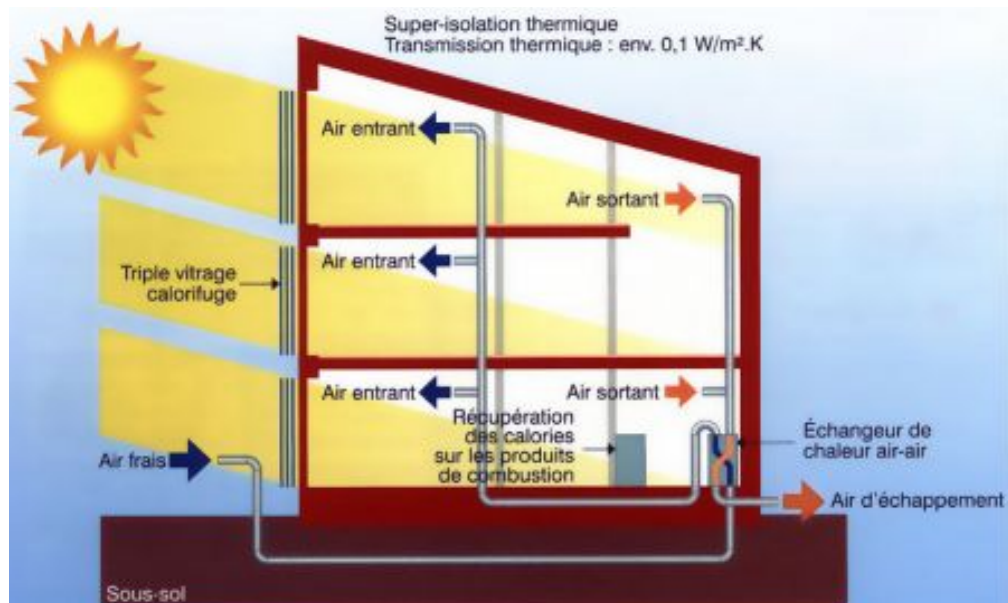 Super-isolation thermique
Transmission thermique : env. 0,1 W/m².K
Air entrant
Air sortant
Triple vitrage
calorifuge
Air entrant
Air entrant
Air sortant
Récupération
des calories
sur les produits
de combustion
Échangeur de
chaleur air-air
Air frais
Air d'échappement
Sous-sol